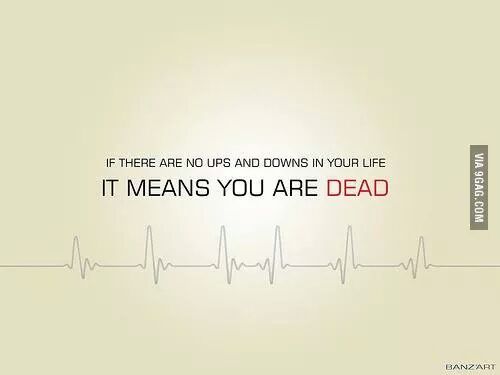 IF THERE ARE NO UPS AND DOWNS IN YOUR LIFE
IT MEANS YOU ARE DEAD
VIA 9GAG.COM
BANZ'ART